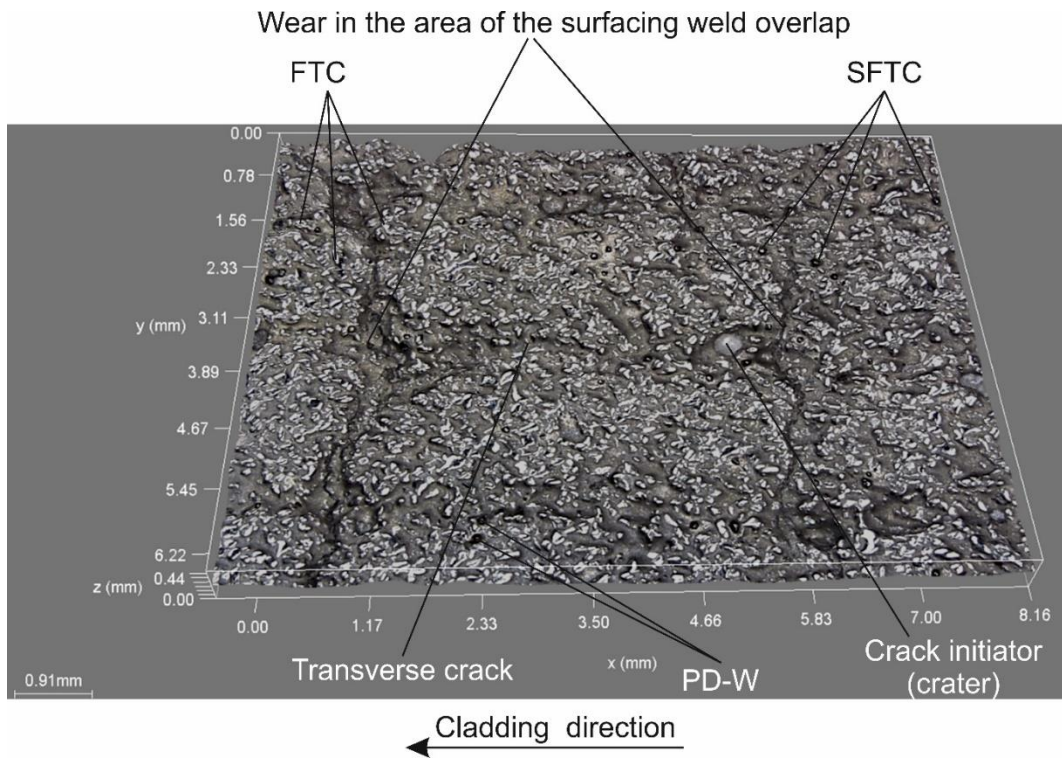 Wear in the area of the surfacing weld overlap
FTC
SFTC
0.00
0.78
1.56
2.33
3.11
y (mm)
3.89
4.67
5.45
6.22
z (mm)
0.44
0.00
0.00
1.17
2.33
3.50
4.66
5.83
7.00
8.16
x (mm)
Transverse crack
PD-W
Crack initiator
(crater)
0.91mm
Cladding direction